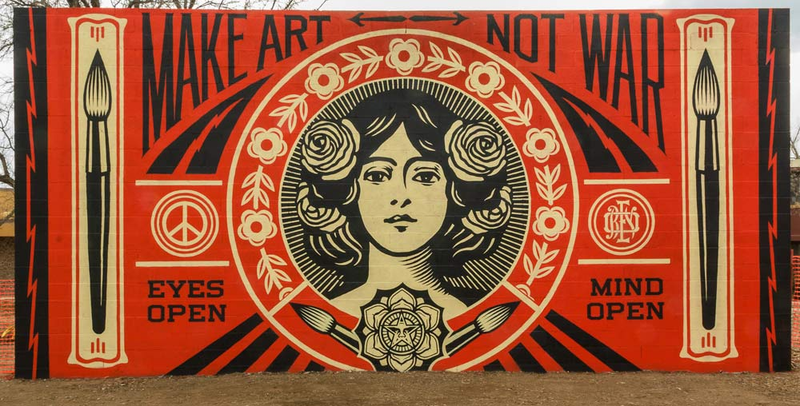 MAKE ART NOT WAR
EYES
OPEN
MIND
OPEN